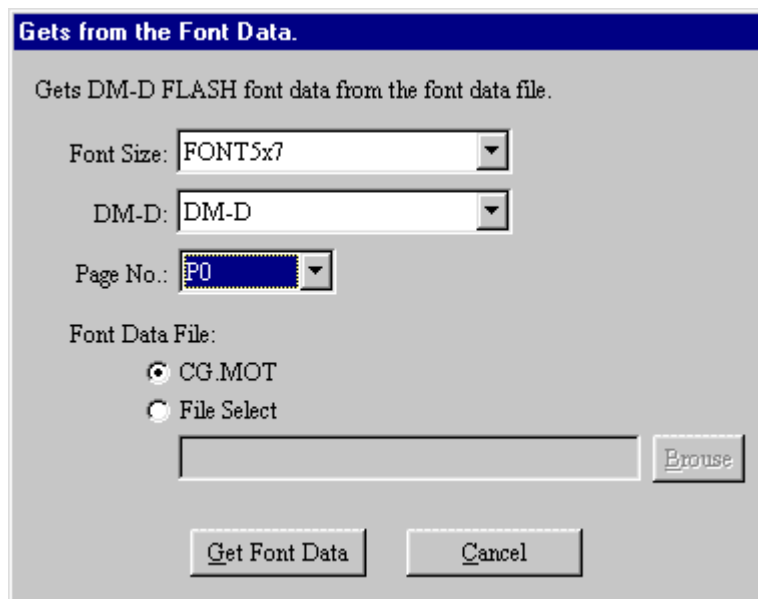 Gets from the Font Data.
Gets DM-D FLASH font data from the font data file.
Font Size: FONT5x7
DM-D: DM-D
Page No.: P0
Font Data File:
CG.MOT
File Select
Brouse
Get Font Data Cancel